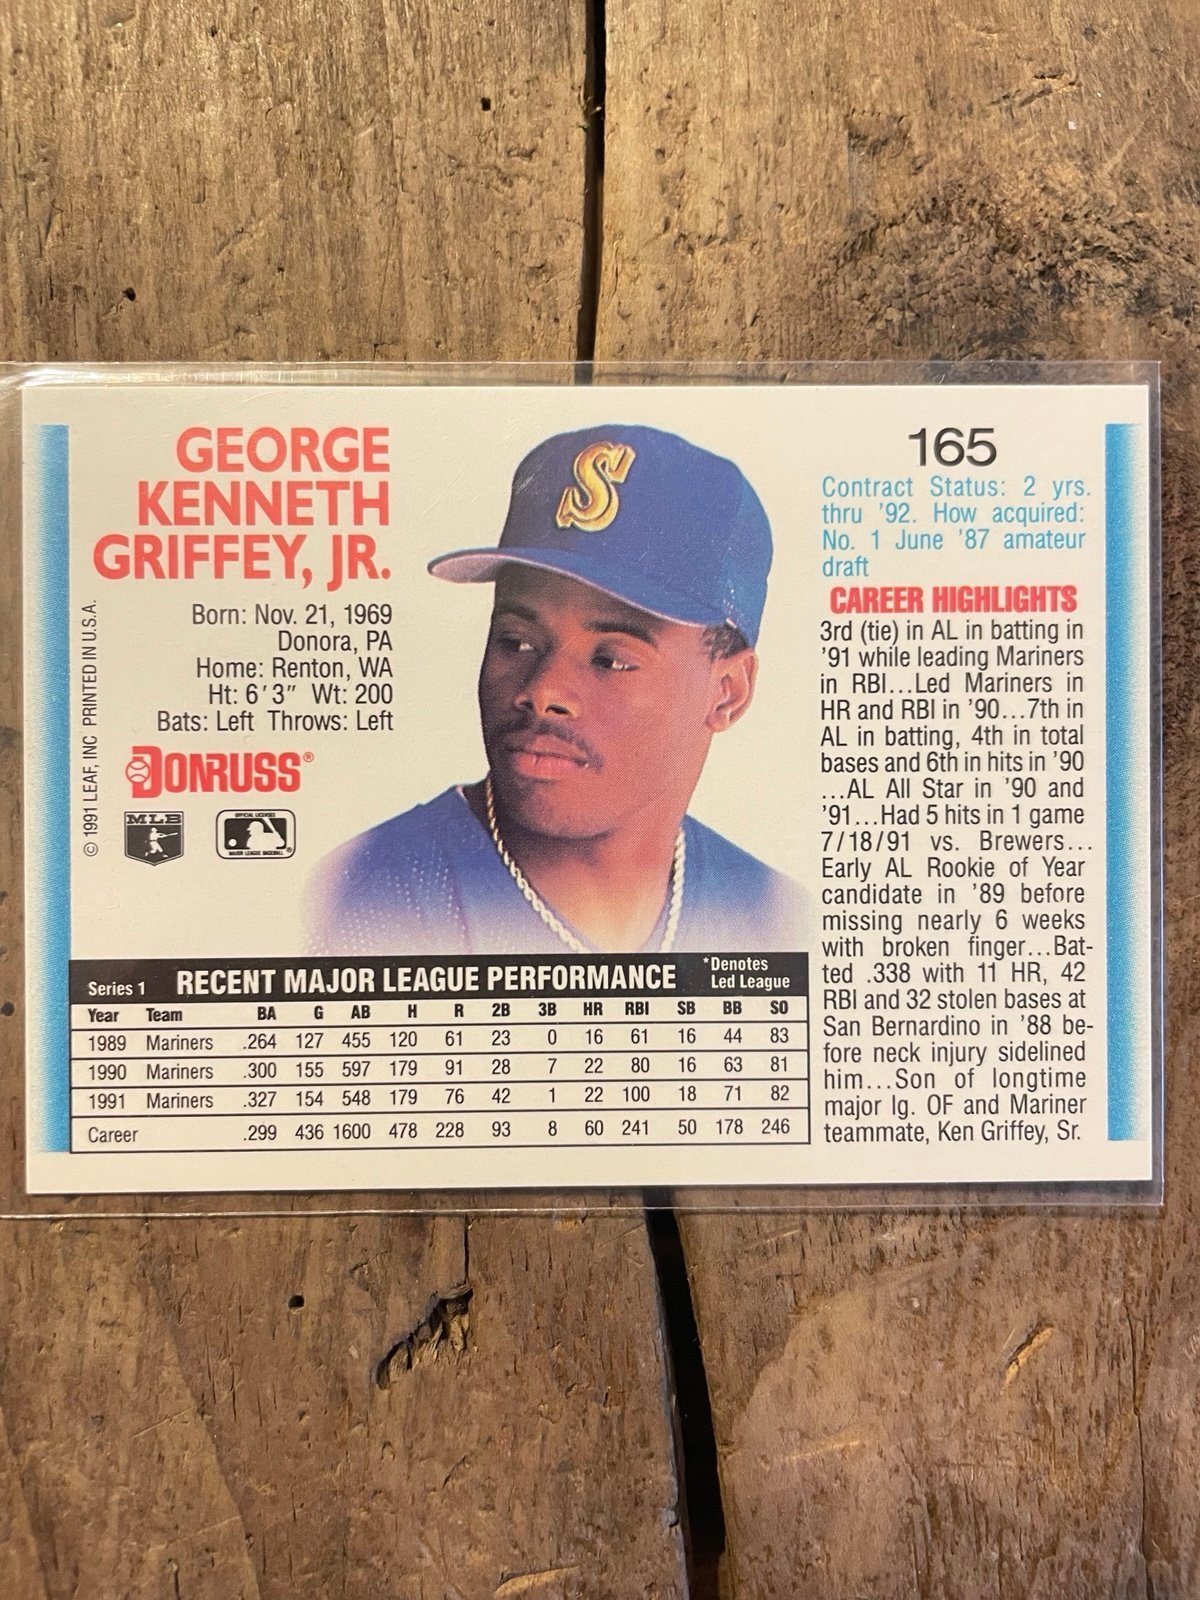 GEORGE
KENNETH
GRIFFEY, JR.
Born: Nov. 21, 1969
Donora, PA
Home: Renton, WA
Ht: 6'3" Wt: 200
Bats: Left Throws: Left
DONRUSS®
MLB
OFFICIAL LICENSEE
MAJOR LEAGUE BASEBALL
®
© 1991 LEAF, INC PRINTED IN U.S.A.
S
165
Contract Status: 2 yrs.
thru '92. How acquired:
No. 1 June '87 amateur
draft
CAREER HIGHLIGHTS
3rd (tie) in AL in batting in
'91 while leading Mariners
in RBI...Led Mariners in
HR and RBI in '90...7th in
AL in batting, 4th in total
bases and 6th in hits in '90
...AL All Star in '90 and
'91...Had 5 hits in 1 game
7/18/91 vs. Brewers...
Early AL Rookie of Year
candidate in '89 before
missing nearly 6 weeks
with broken finger...Bat-
ted .338 with 11 HR, 42
RBI and 32 stolen bases at
San Bernardino in '88 be-
fore neck injury sidelined
him...Son of longtime
major lg. OF and Mariner
teammate, Ken Griffey, Sr.
Series 1 RECENT MAJOR LEAGUE PERFORMANCE *Denotes
Led League
Year Team BA G AB H R 2B 3B HR RBI SB BB SO
1989 Mariners .264 127 455 120 61 23 0 16 61 16 44 83
1990 Mariners .300 155 597 179 91 28 7 22 80 16 63 81
1991 Mariners .327 154 548 179 76 42 1 22 100 18 71 82
Career .299 436 1600 478 228 93 8 60 241 50 178 246